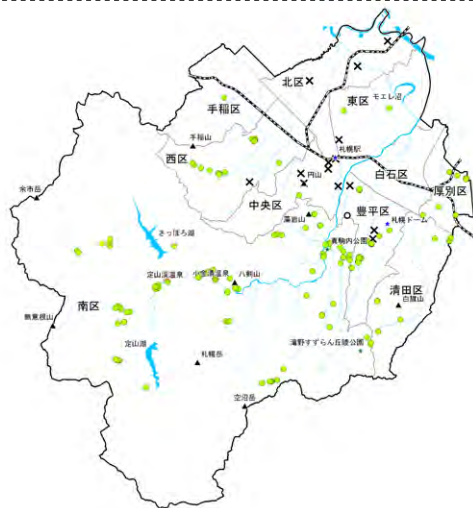 北区
東区
モエレ沼
手稲区
手稲山
札幌駅
西区
白石区
厚別区
円山
余市岳
中央区
豊平区
藻岩山
札幌ドーム
さっぽろ湖
真駒内公園
定山渓温泉
小金湯温泉
八剣山
清田区
白旗山
南区
無意根山
定山湖
滝野すずらん丘陵公園
札幌岳
空沼岳